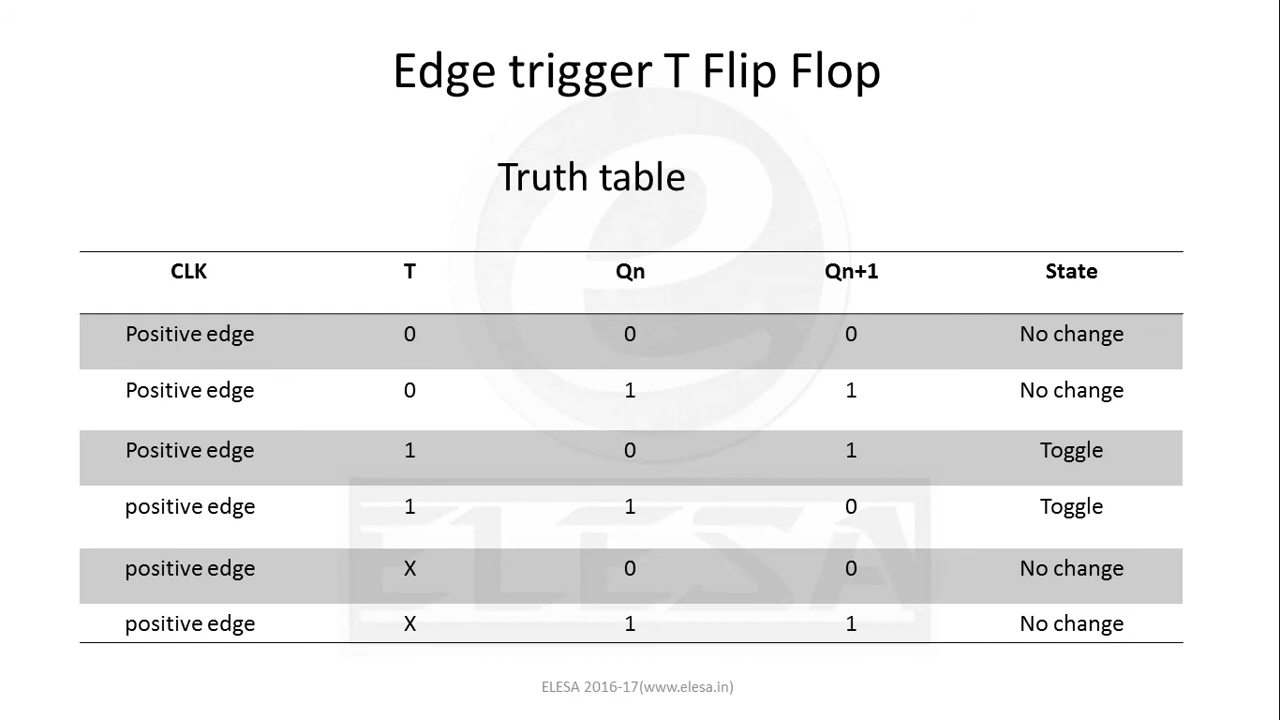 Edge trigger T Flip Flop
Truth table
CLK T Qn Qn+1 State
Positive edge 0 0 0 No change
Positive edge 0 1 1 No change
Positive edge 1 0 1 Toggle
positive edge 1 1 0 Toggle
positive edge X 0 0 No change
positive edge X 1 1 No change
ELESA
ELESA 2016-17(www.elesa.in)